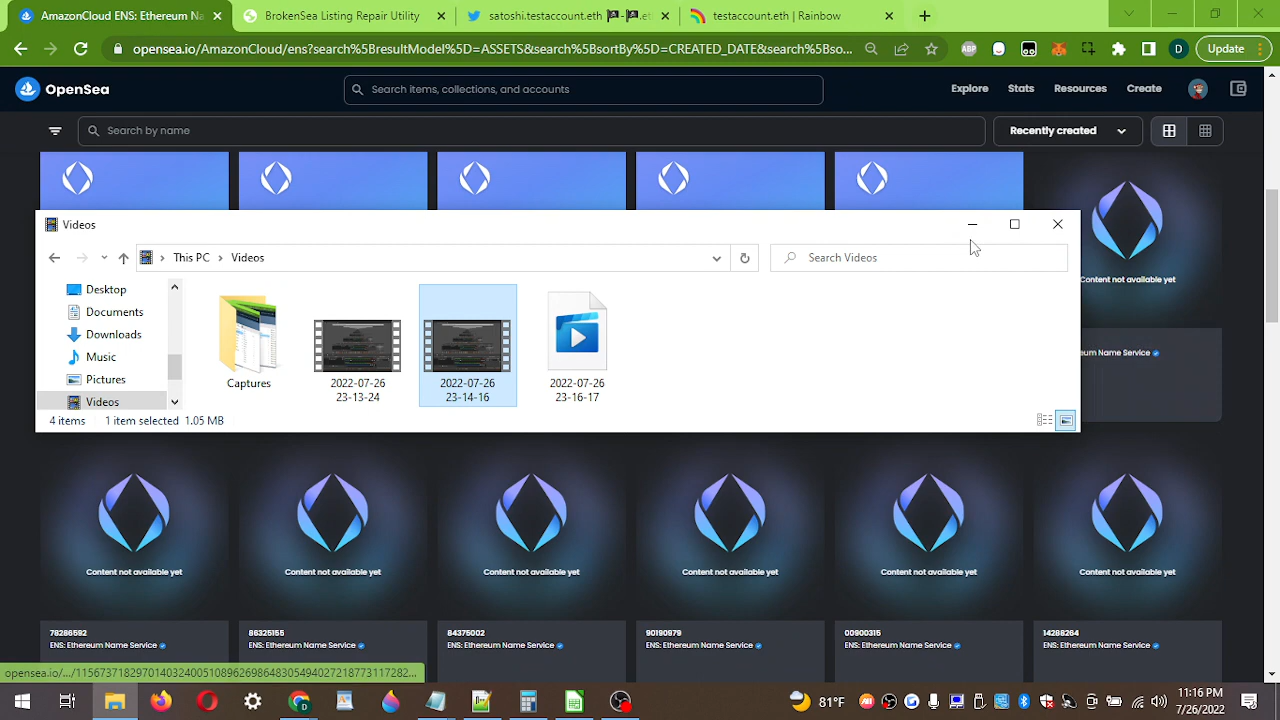 AmazonCloud ENS: Ethereum Na
BrokenSea Listing Repair Utility
satoshi.testaccount.eth 🏴-🏴.et
testaccount.eth | Rainbow
opensea.io/AmazonCloud/ens?search%5BresultModel%5D=ASSETS&search%5BsortBy%5D=CREATED_DATE&search%5Bso...
ABP
D
Update
OpenSea
Search items, collections, and accounts
Explore
Stats
Resources
Create
Search by name
Recently created
Videos
This PC > Videos
Search Videos
Desktop
Documents
Downloads
Music
Pictures
Videos
Captures
2022-07-26
23-13-24
2022-07-26
23-14-16
2022-07-26
23-16-17
4 items
1 item selected 1.05 MB
Content not available yet
eum Name Service
Content not available yet
Content not available yet
Content not available yet
Content not available yet
Content not available yet
Content not available yet
78286592
ENS: Ethereum Name Service
86325155
ENS: Ethereum Name Service
84375002
ENS: Ethereum Name Service
90190979
ENS: Ethereum Name Service
00900315
ENS: Ethereum Name Service
14288264
ENS: Ethereum Name Service
81°F
11:16 PM
7/26/2022